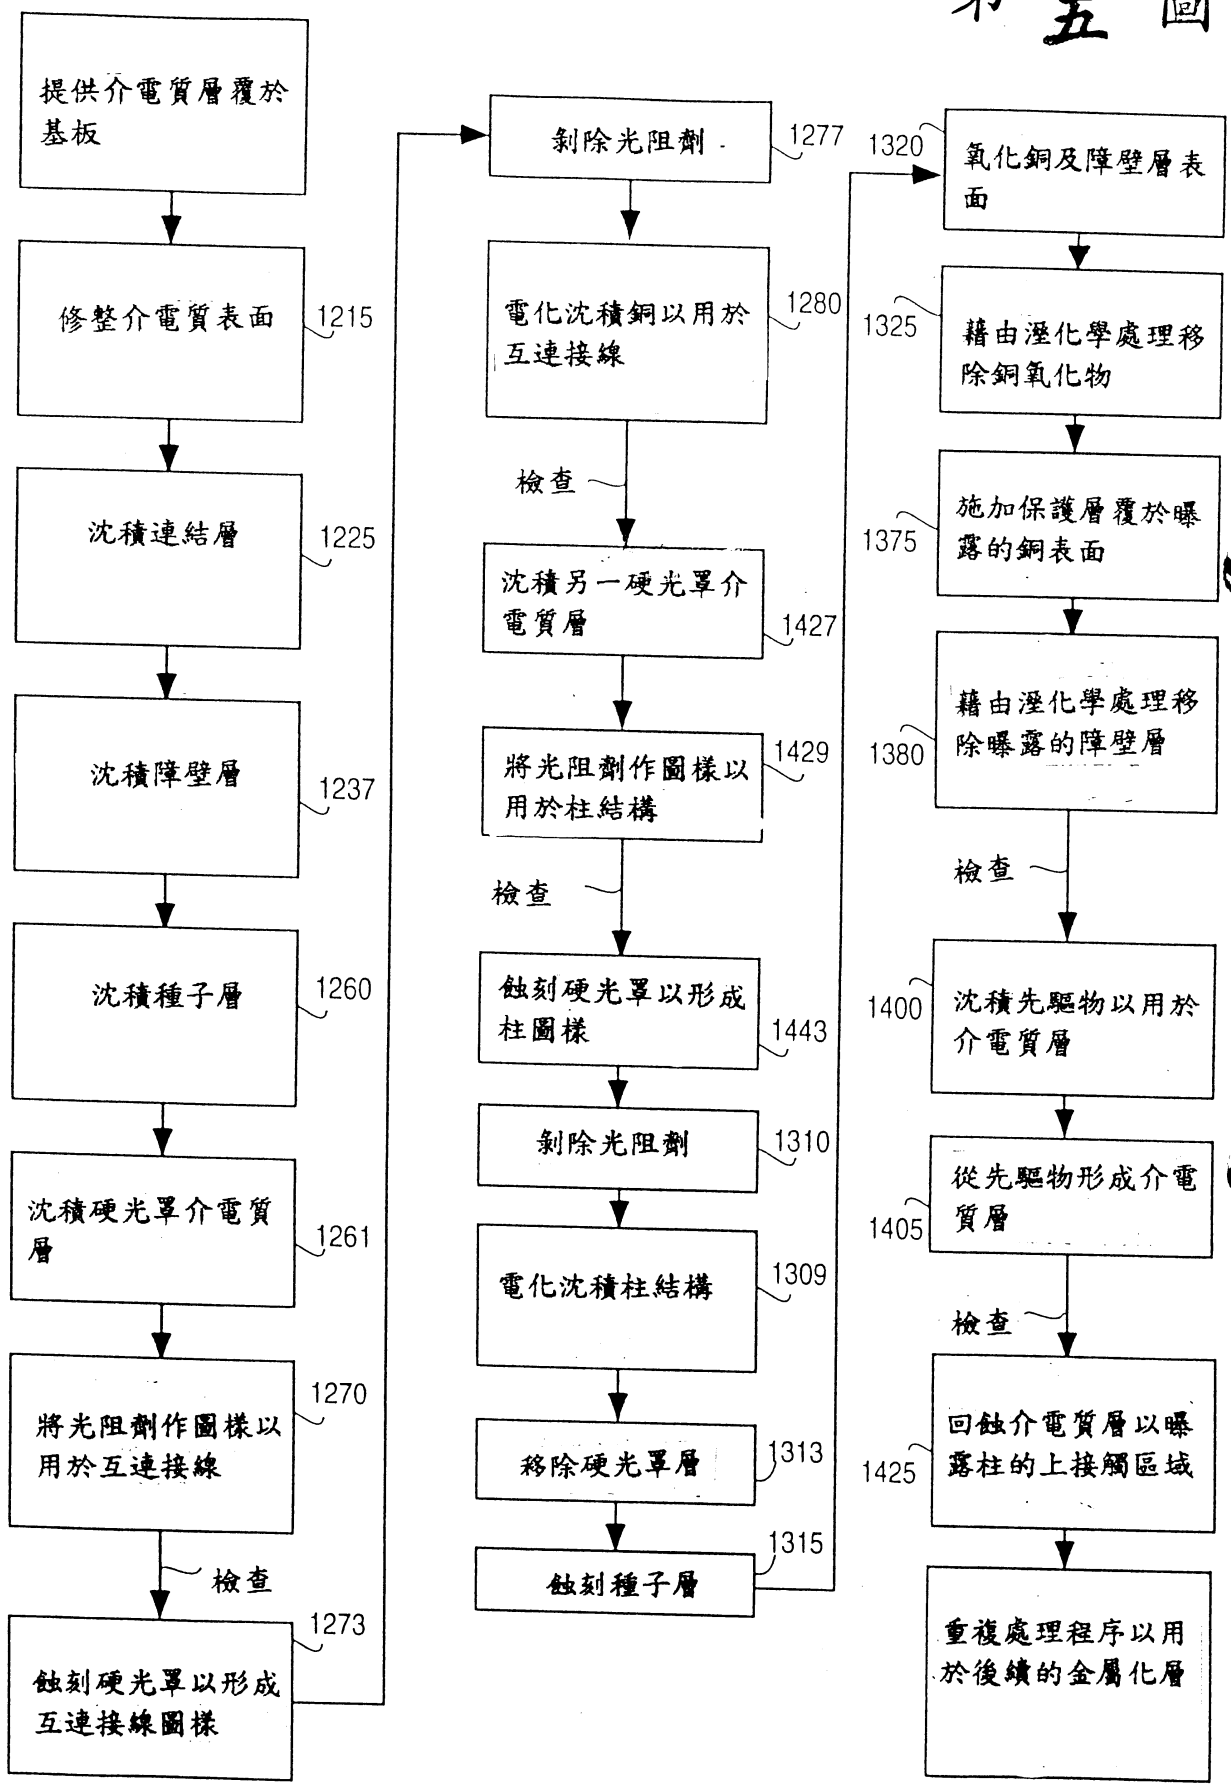 第五圖
提供介電質層覆於
基板
修整介電質表面
1215
沈積連結層
1225
沈積障壁層
1237
沈積種子層
1260
沈積硬光罩介電質
層
1261
將光阻劑作圖樣以
用於互連接線
1270
檢查
蝕刻硬光罩以形成
互連接線圖樣
1273
剝除光阻劑
1277
電化沈積銅以用於
互連接線
1280
檢查
沈積另一硬光罩介
電質層
1427
將光阻劑作圖樣以
用於柱結構
1429
檢查
蝕刻硬光罩以形成
柱圖樣
1443
剝除光阻劑
1310
電化沈積柱結構
1309
移除硬光罩層
1313
蝕刻種子層
1315
氧化銅及障壁層表
面
1320
藉由溼化學處理移
除銅氧化物
1325
施加保護層覆於曝
露的銅表面
1375
藉由溼化學處理移
除曝露的障壁層
1380
檢查
沈積先驅物以用於
介電質層
1400
從先驅物形成介電
質層
1405
檢查
回蝕介電質層以曝
露柱的上接觸區域
1425
重複處理程序以用
於後續的金屬化層